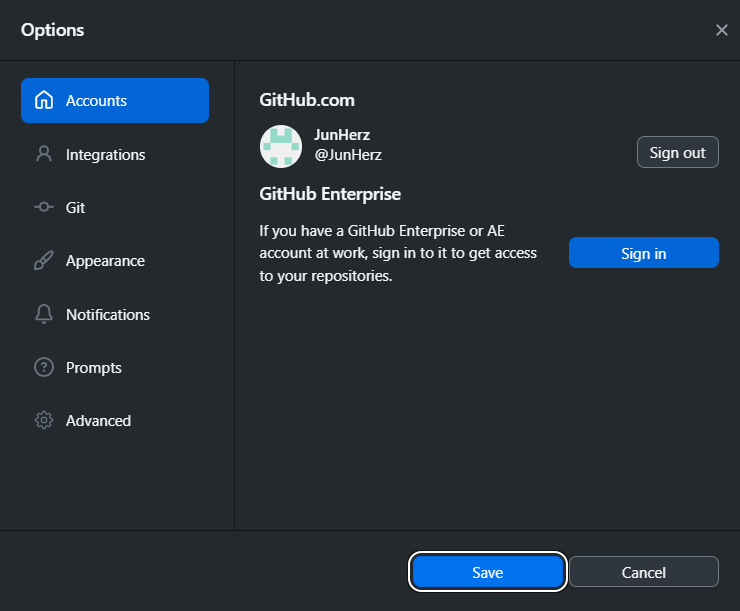 Options
Accounts
Integrations
Git
Appearance
Notifications
Prompts
Advanced
GitHub.com
JunHerz
@JunHerz
Sign out
GitHub Enterprise
If you have a GitHub Enterprise or AE
account at work, sign in to it to get access
to your repositories.
Sign in
Save
Cancel